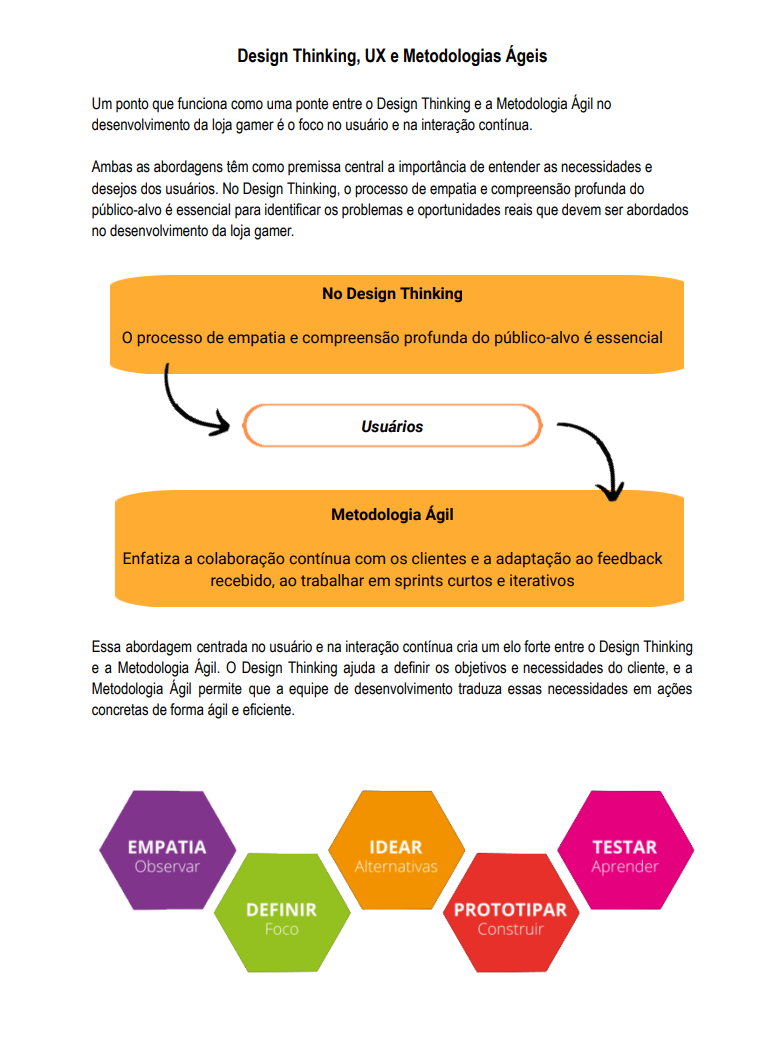 Design Thinking, UX e Metodologias Ágeis
Um ponto que funciona como uma ponte entre o Design Thinking e a Metodologia Ágil no
desenvolvimento da loja gamer é o foco no usuário e na interação contínua.
Ambas as abordagens têm como premissa central a importância de entender as necessidades e
desejos dos usuários. No Design Thinking, o processo de empatia e compreensão profunda do
público-alvo é essencial para identificar os problemas e oportunidades reais que devem ser abordados
no desenvolvimento da loja gamer.
No Design Thinking
O processo de empatia e compreensão profunda do público-alvo é essencial
Usuários
Metodologia Ágil
Enfatiza a colaboração contínua com os clientes e a adaptação ao feedback
recebido, ao trabalhar em sprints curtos e iterativos
Essa abordagem centrada no usuário e na interação contínua cria um elo forte entre o Design Thinking
e a Metodologia Ágil. O Design Thinking ajuda a definir os objetivos e necessidades do cliente, e a
Metodologia Ágil permite que a equipe de desenvolvimento traduza essas necessidades em ações
concretas de forma ágil e eficiente.
EMPATIA
Observar
DEFINIR
Foco
IDEAR
Alternativas
PROTOTIPAR
Construir
TESTAR
Aprender